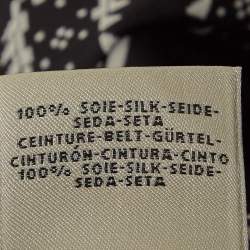 100% SOIE-SILK-SEIDE-
SEDA-SETA
CEINTURE-BELT-GÜRTEL-
CINTURÓN-CINTURA-CINTO
100% SOIE-SILK-SEIDE-
SEDA-SETA